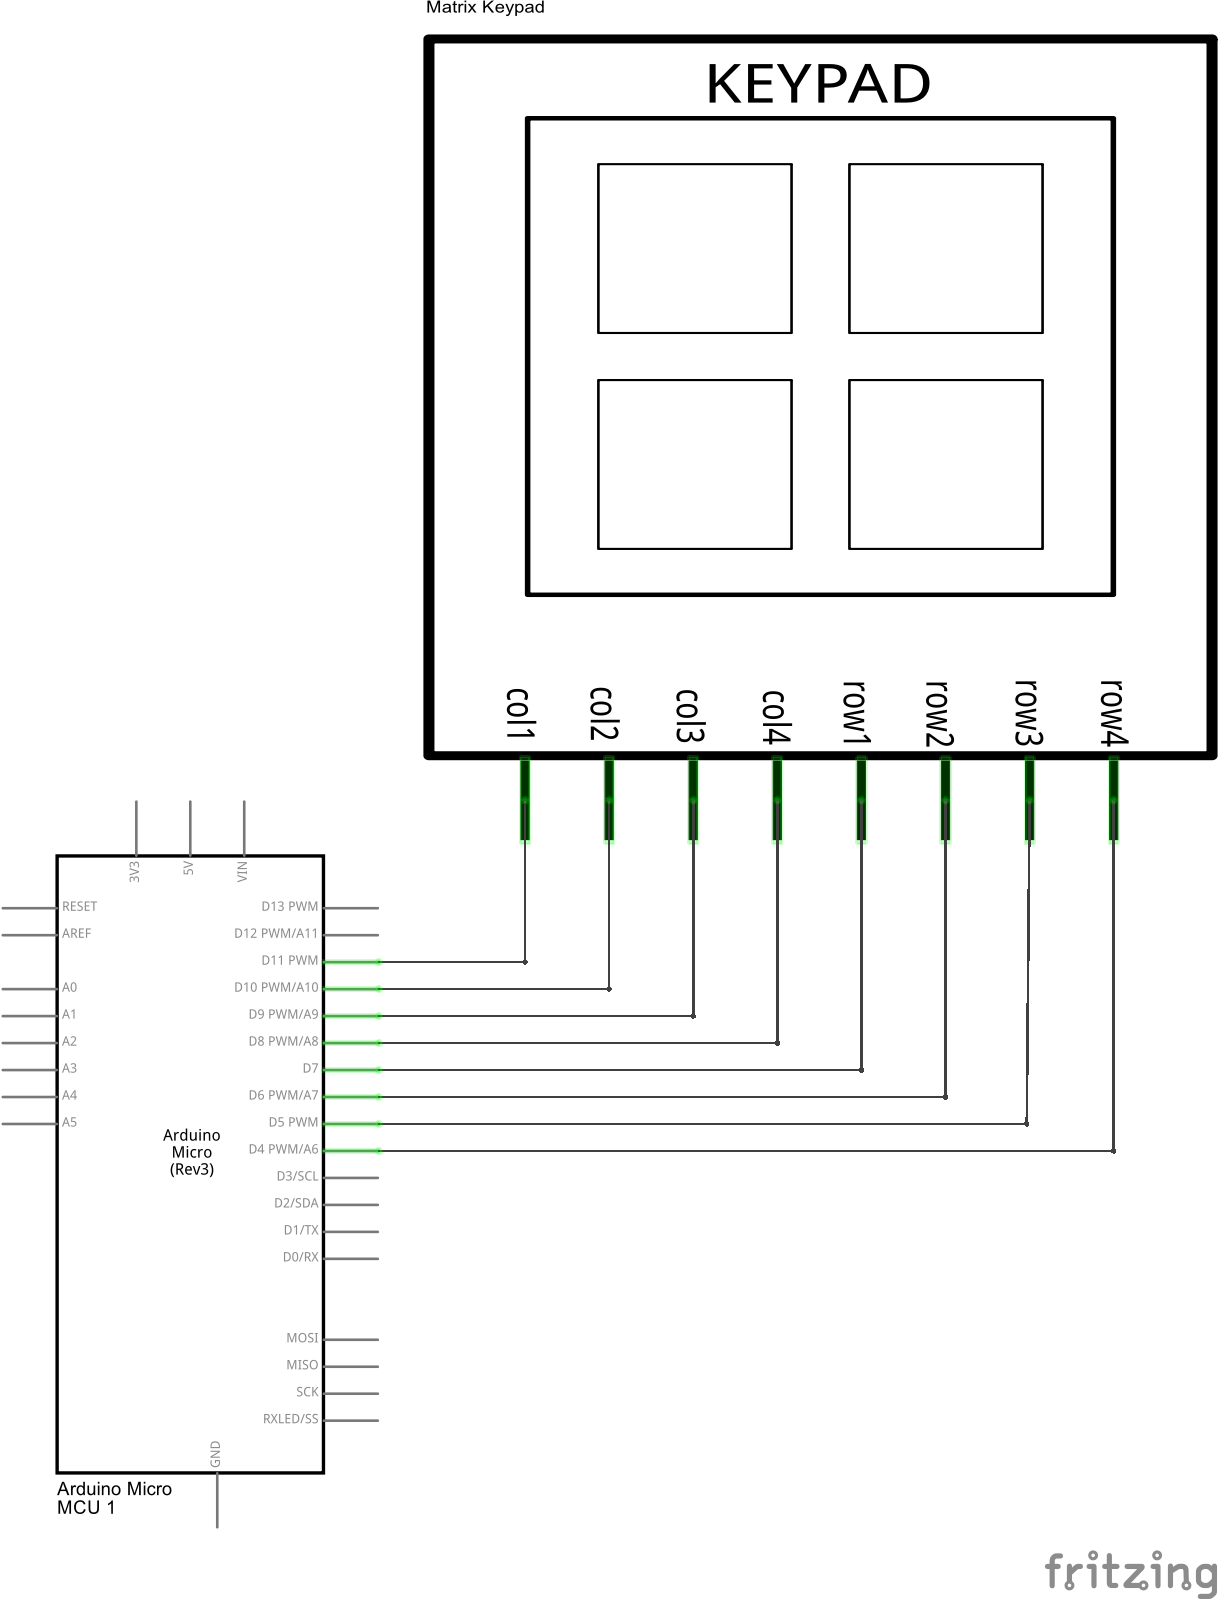 Matrix Keypad
KEYPAD
col1
col2
col3
col4
row1
row2
row3
row4
3V3
5V
VIN
RESET
D13 PWM
AREF
D12 PWM/A11
D11 PWM
A0
D10 PWM/A10
A1
D9 PWM/A9
A2
D8 PWM/A8
A3
D7
A4
D6 PWM/A7
A5
D5 PWM
Arduino
Micro
(Rev3)
D4 PWM/A6
D3/SCL
D2/SDA
D1/TX
D0/RX
MOSI
MISO
SCK
RXLED/SS
GND
Arduino Micro
MCU 1
fritzing